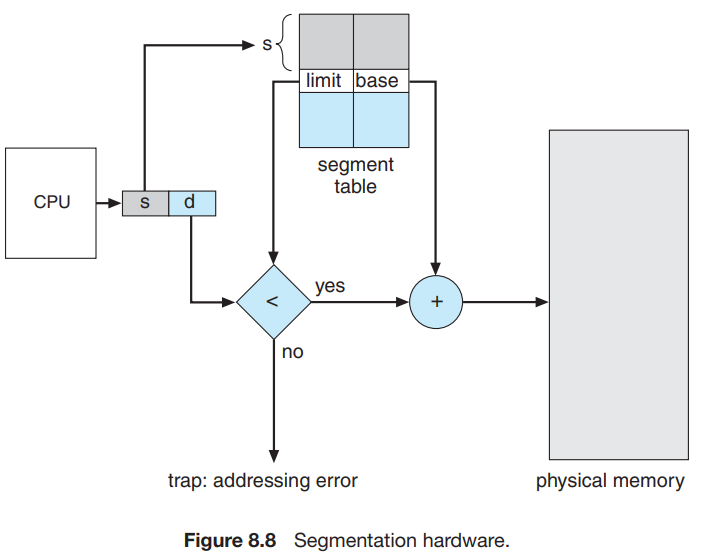 s
limit base
segment
table
CPU
s d
<
yes
+
no
trap: addressing error
physical memory
Figure 8.8 Segmentation hardware.